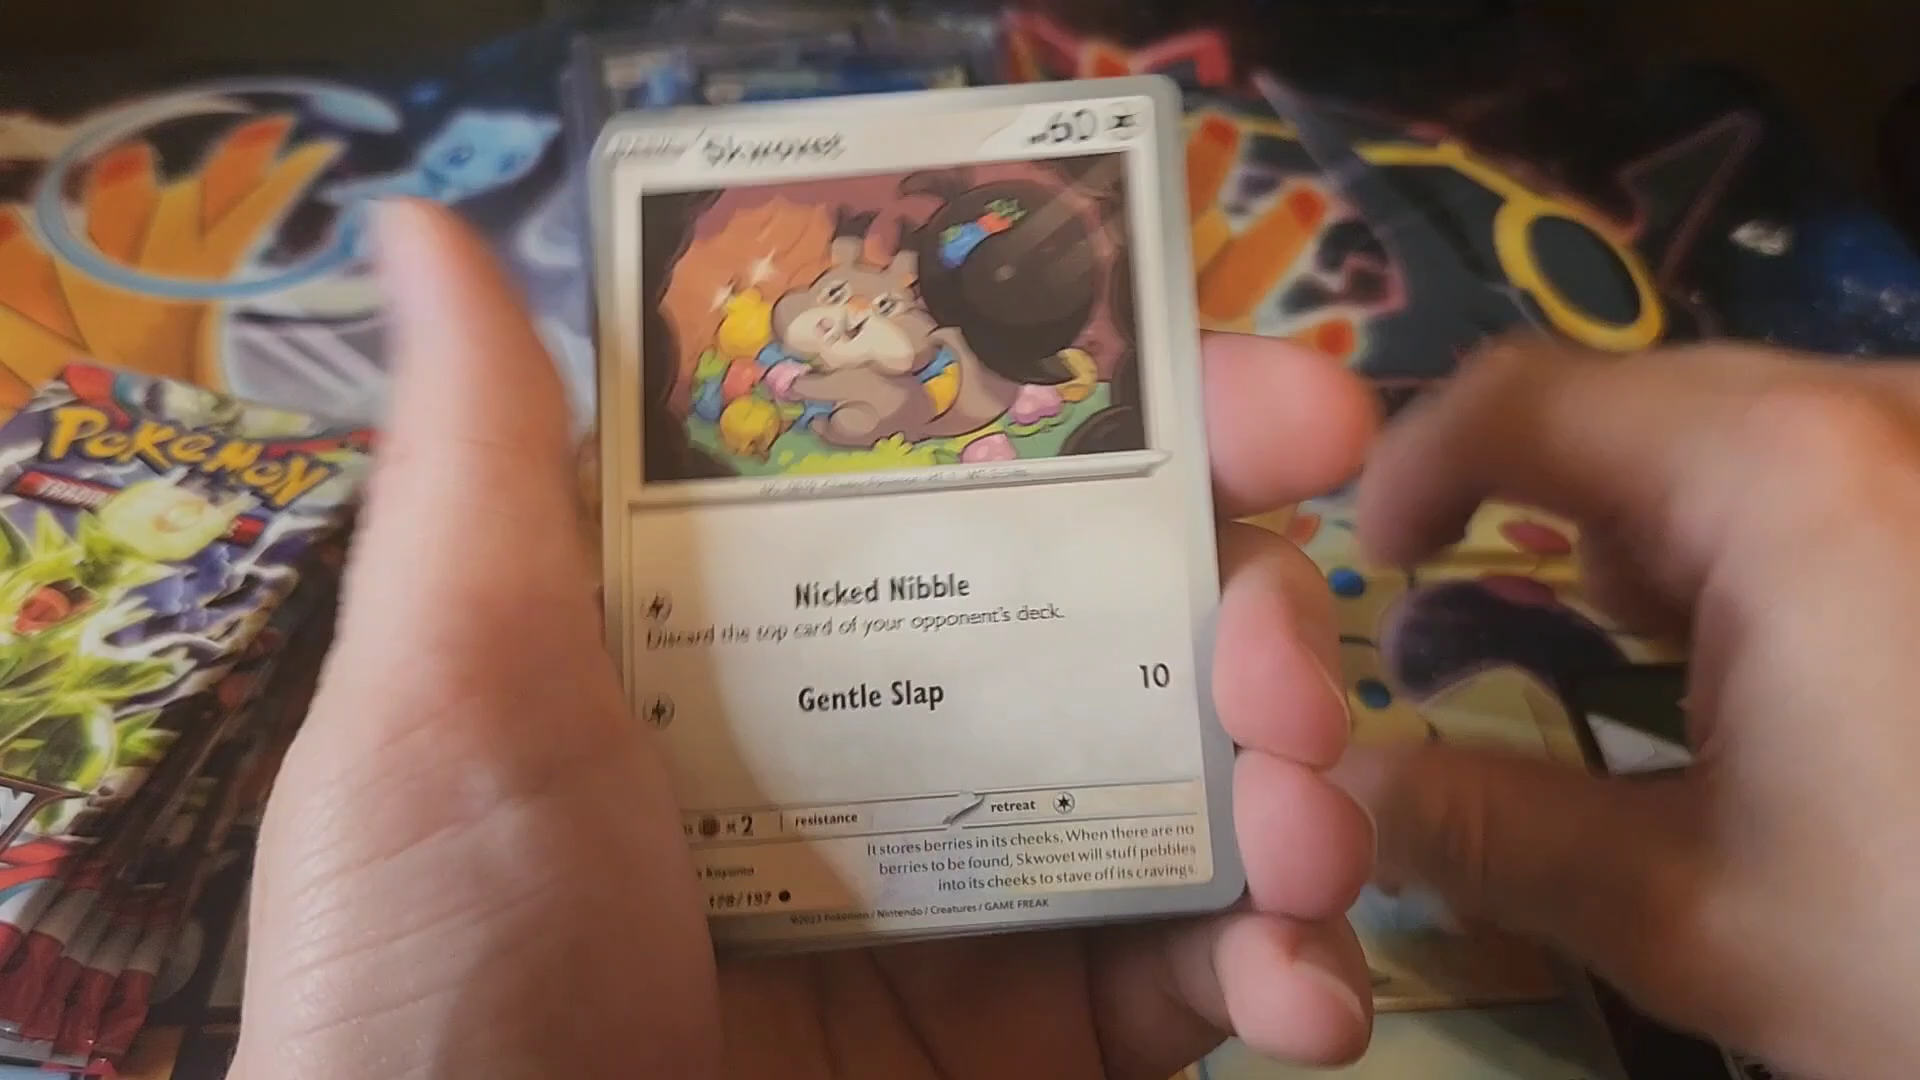 Skwovet 60
Nicked Nibble
Discard the top card of your opponent's deck.
Gentle Slap 10
x2 resistance retreat
It stores berries in its cheeks. When there are no
berries to be found, Skwovet will stuff pebbles
into its cheeks to stave off its cravings.
/197
©2023 Pokémon / Nintendo / Creatures / GAME FREAK
POKéMON